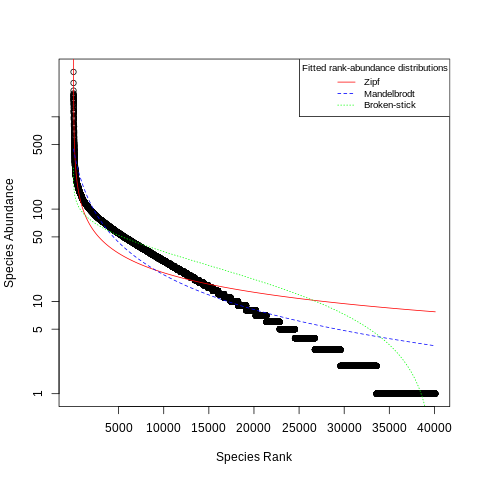 Fitted rank-abundance distributions
Zipf
Mandelbrodt
Broken-stick
Species Abundance
500
100
50
10
5
1
5000 10000 15000 20000 25000 30000 35000 40000
Species Rank